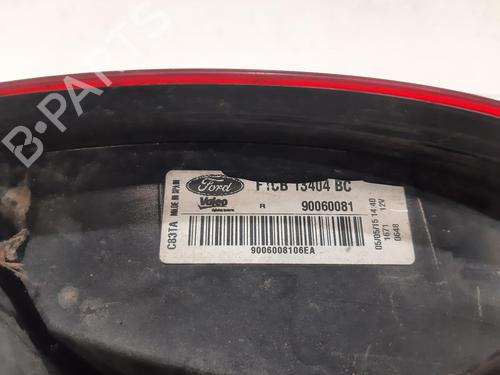 B-PARTS
Ford
F1CB 13404 BC
Valeo
R 90060081
9006008106EA
C83TA
MADE IN SPAIN
05/05/15 14:40
1671 12V
0648